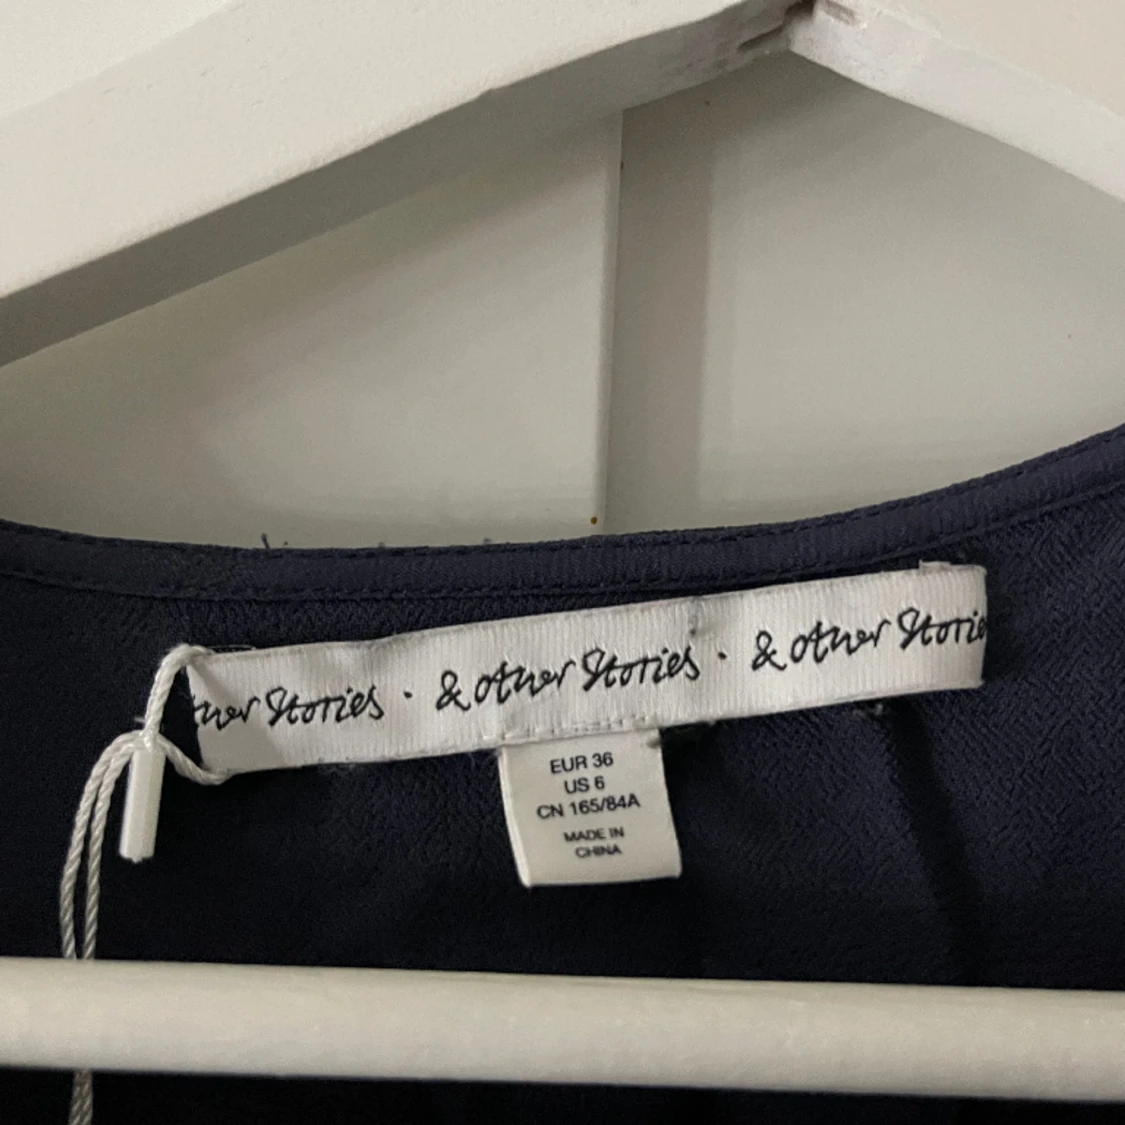 ther Stories · & other Stories · & other Storie
EUR 36
US 6
CN 165/84A
MADE IN
CHINA